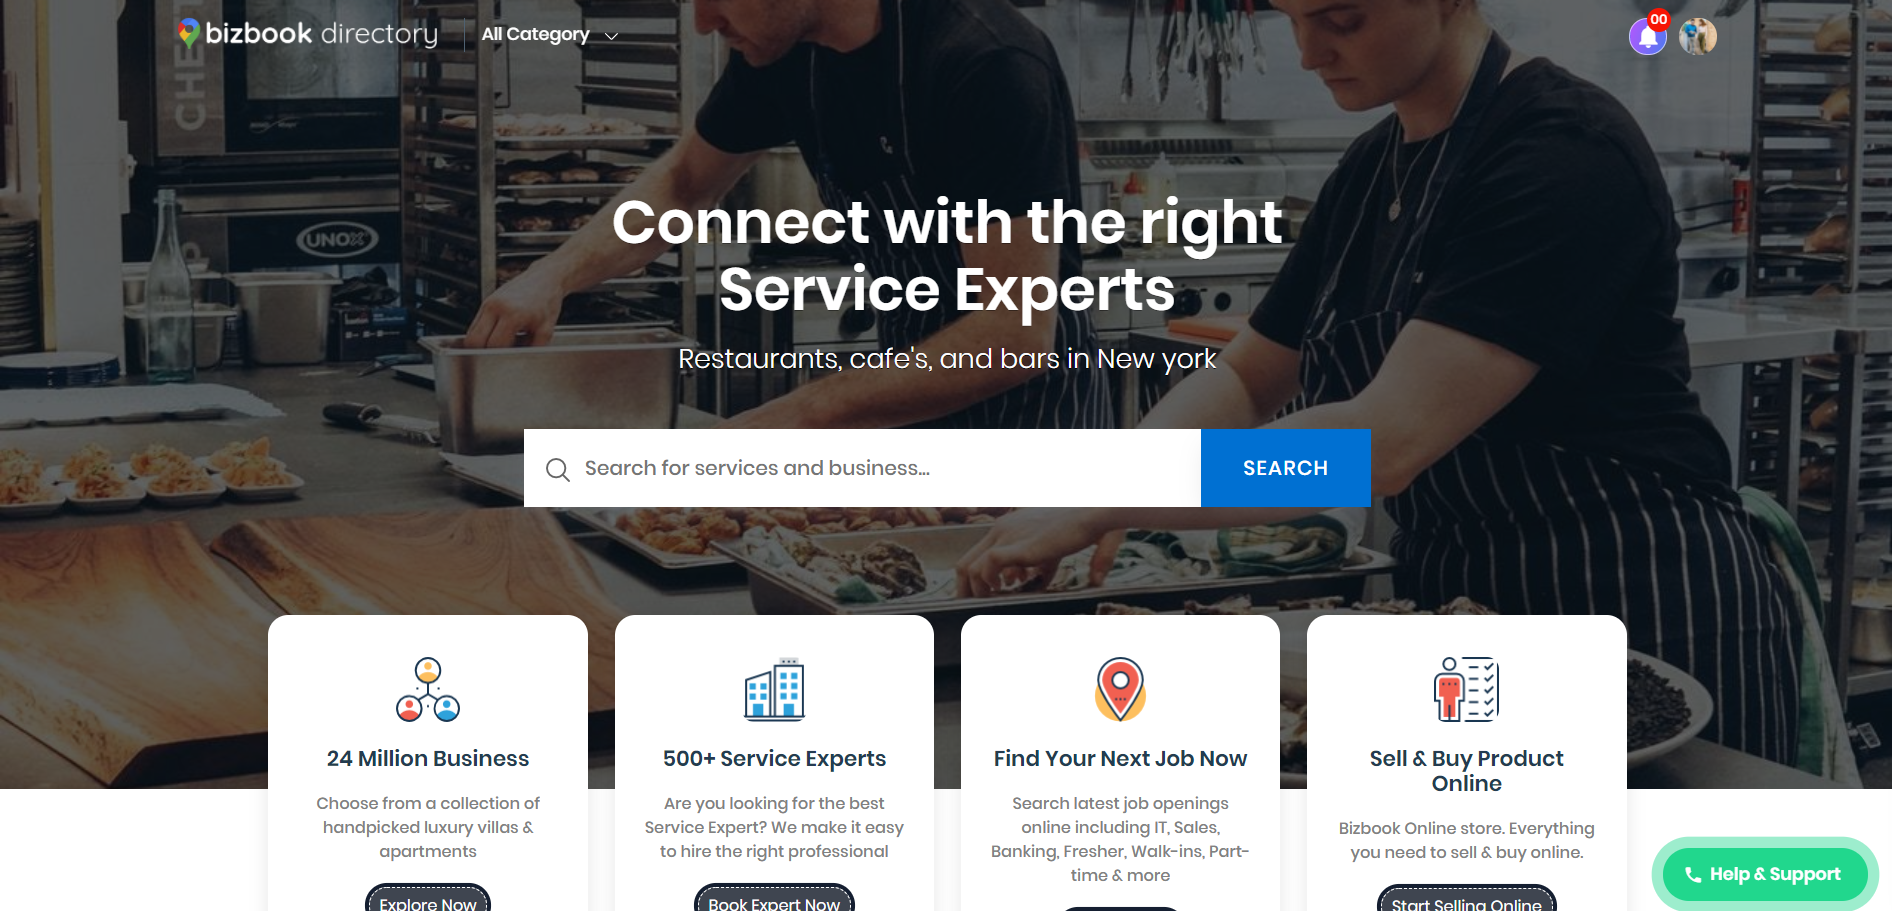 bizbook directory
All Category
00
CHE
UNOX
Connect with the right
Service Experts
Restaurants, cafe's, and bars in New york
Search for services and business...
SEARCH
24 Million Business
Choose from a collection of
handpicked luxury villas &
apartments
Explore Now
500+ Service Experts
Are you looking for the best
Service Expert? We make it easy
to hire the right professional
Book Expert Now
Find Your Next Job Now
Search latest job openings
online including IT, Sales,
Banking, Fresher, Walk-ins, Part-
time & more
Sell & Buy Product
Online
Bizbook Online store. Everything
you need to sell & buy online.
Start Selling Online
Help & Support